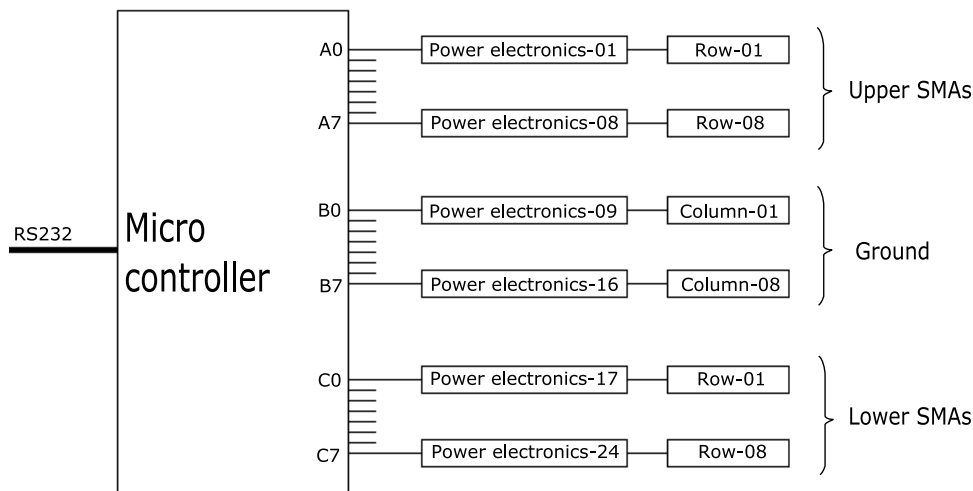 A0
Power electronics-01
Row-01
Upper SMAs
A7
Power electronics-08
Row-08
B0
Power electronics-09
Column-01
RS232
Micro
controller
Ground
B7
Power electronics-16
Column-08
C0
Power electronics-17
Row-01
Lower SMAs
C7
Power electronics-24
Row-08